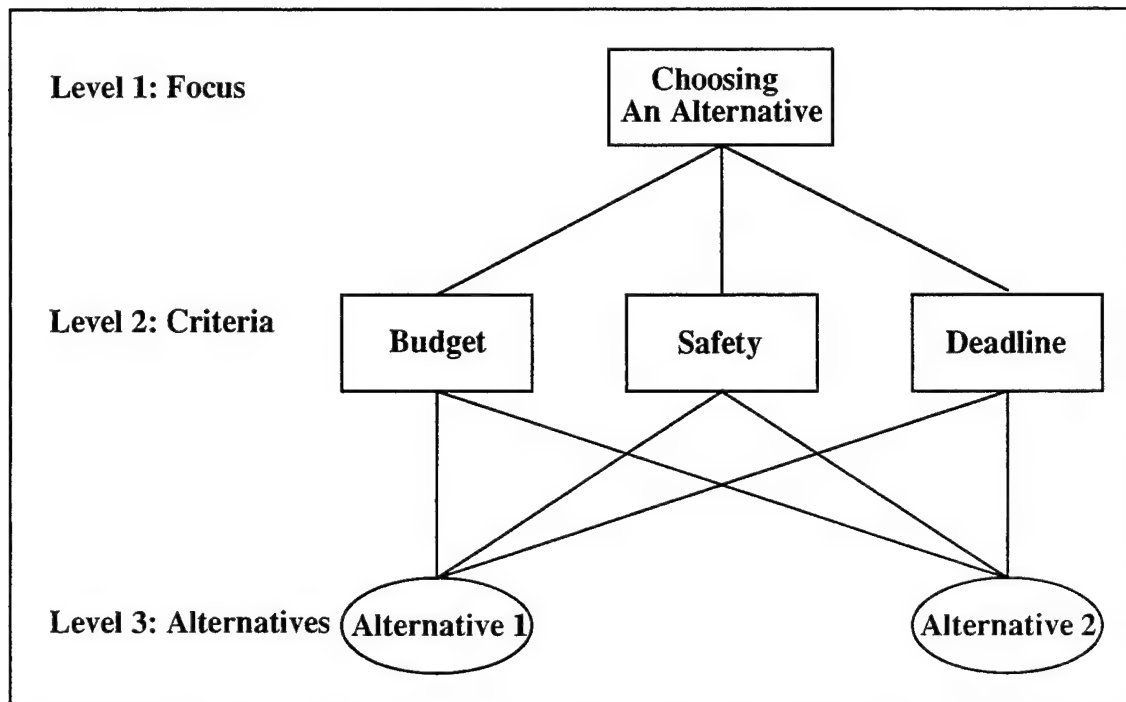 Level 1: Focus
Choosing
An Alternative
Level 2: Criteria
Budget
Safety
Deadline
Level 3: Alternatives
Alternative 1
Alternative 2